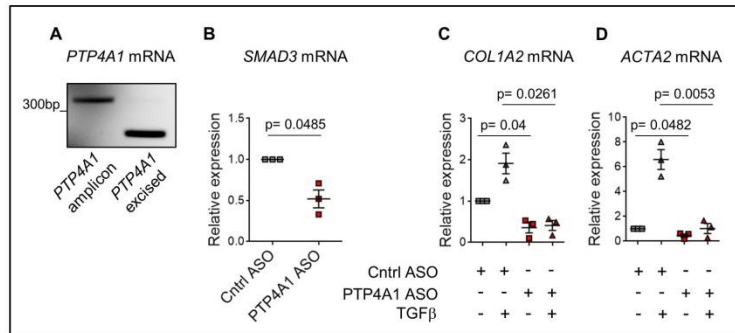 A
PTP4A1 mRNA
300bp
PTP4A1
amplicon
PTP4A1
excised
B
SMAD3 mRNA
p= 0.0485
Relative expression
1.5
1.0
0.5
0.0
Cntrl ASO
PTP4A1 ASO
C
COL1A2 mRNA
p= 0.0261
p= 0.04
Relative expression
3
2
1
0
D
ACTA2 mRNA
p= 0.0053
p= 0.0482
Relative expression
8
6
4
2
0
Cntrl ASO + + - - + + - -
PTP4A1 ASO - - + + - - + +
TGFβ - + - + - + - +